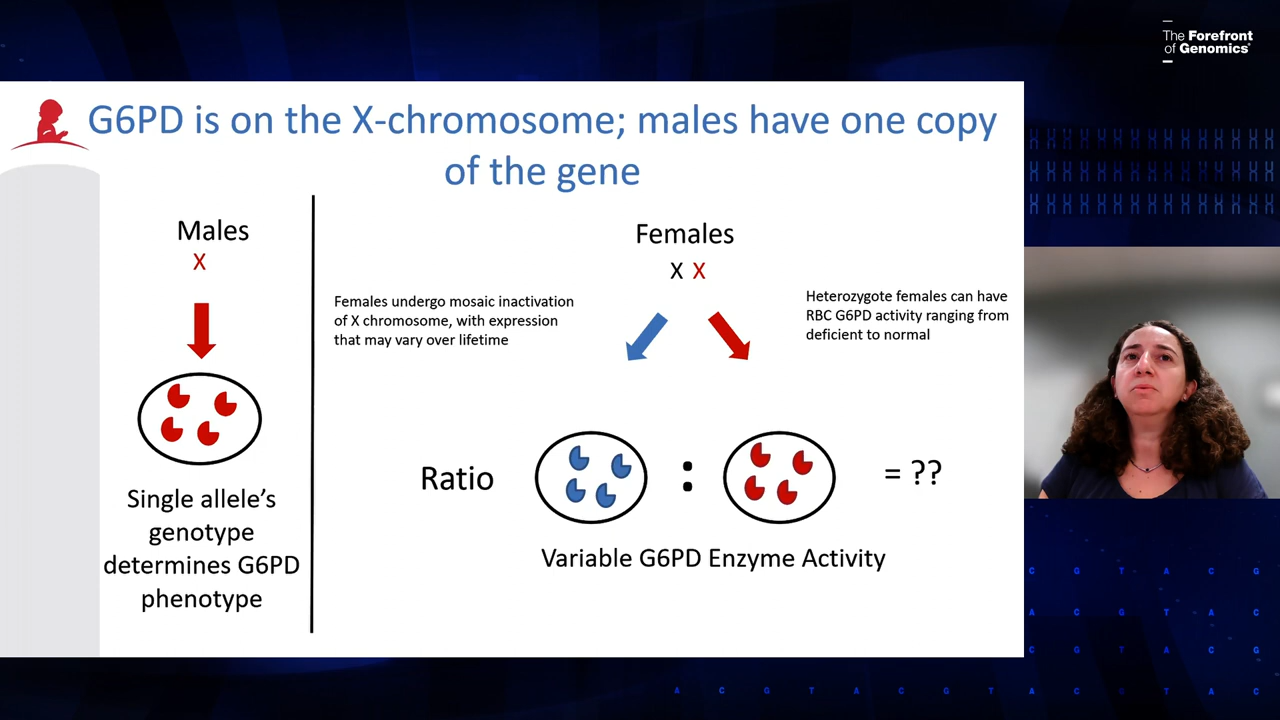 The Forefront
of Genomics®
G6PD is on the X-chromosome; males have one copy
of the gene
Males
X
Single allele's
genotype
determines G6PD
phenotype
Females
X X
Females undergo mosaic inactivation
of X chromosome, with expression
that may vary over lifetime
Heterozygote females can have
RBC G6PD activity ranging from
deficient to normal
Ratio : = ??
Variable G6PD Enzyme Activity
C G T A C G
A C G T A C
C G T A C G
A C G T A C G T A C G T A C